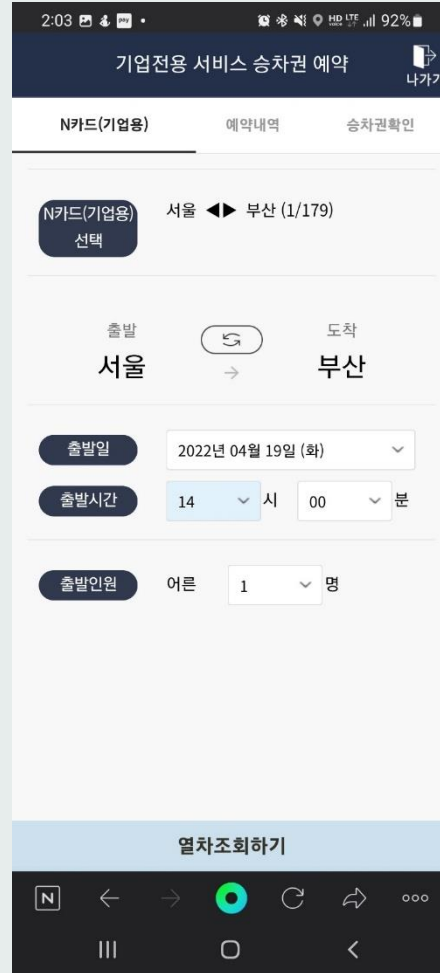 2:03 pay HD voice LTE 92%
기업전용 서비스 승차권 예약
나가기
N카드(기업용) 예약내역 승차권확인
N카드(기업용) 선택
서울 ◀▶ 부산 (1/179)
출발 도착
서울 → 부산
출발일 2022년 04월 19일 (화)
출발시간 14 시 00 분
출발인원 어른 1 명
열차조회하기
N